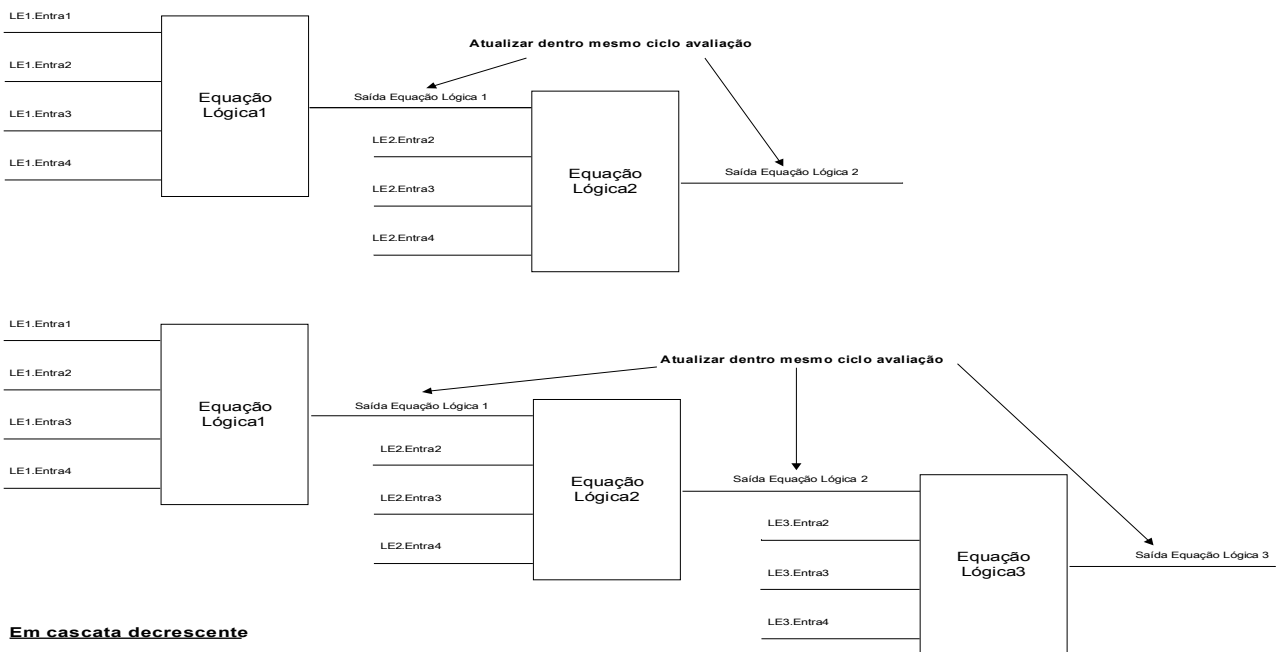 LE1.Entra1
Atualizar dentro mesmo ciclo avaliação
LE1.Entra2
Equação
Lógica1
Saída Equação Lógica 1
LE1.Entra3
LE2.Entra2
LE1.Entra4
Equação
Lógica2
Saída Equação Lógica 2
LE2.Entra3
LE2.Entra4
LE1.Entra1
Atualizar dentro mesmo ciclo avaliação
LE1.Entra2
Equação
Lógica1
Saída Equação Lógica 1
LE1.Entra3
LE2.Entra2
LE1.Entra4
Equação
Lógica2
Saída Equação Lógica 2
LE2.Entra3
LE3.Entra2
LE2.Entra4
Equação
Lógica3
Saída Equação Lógica 3
LE3.Entra3
LE3.Entra4
Em cascata decrescente